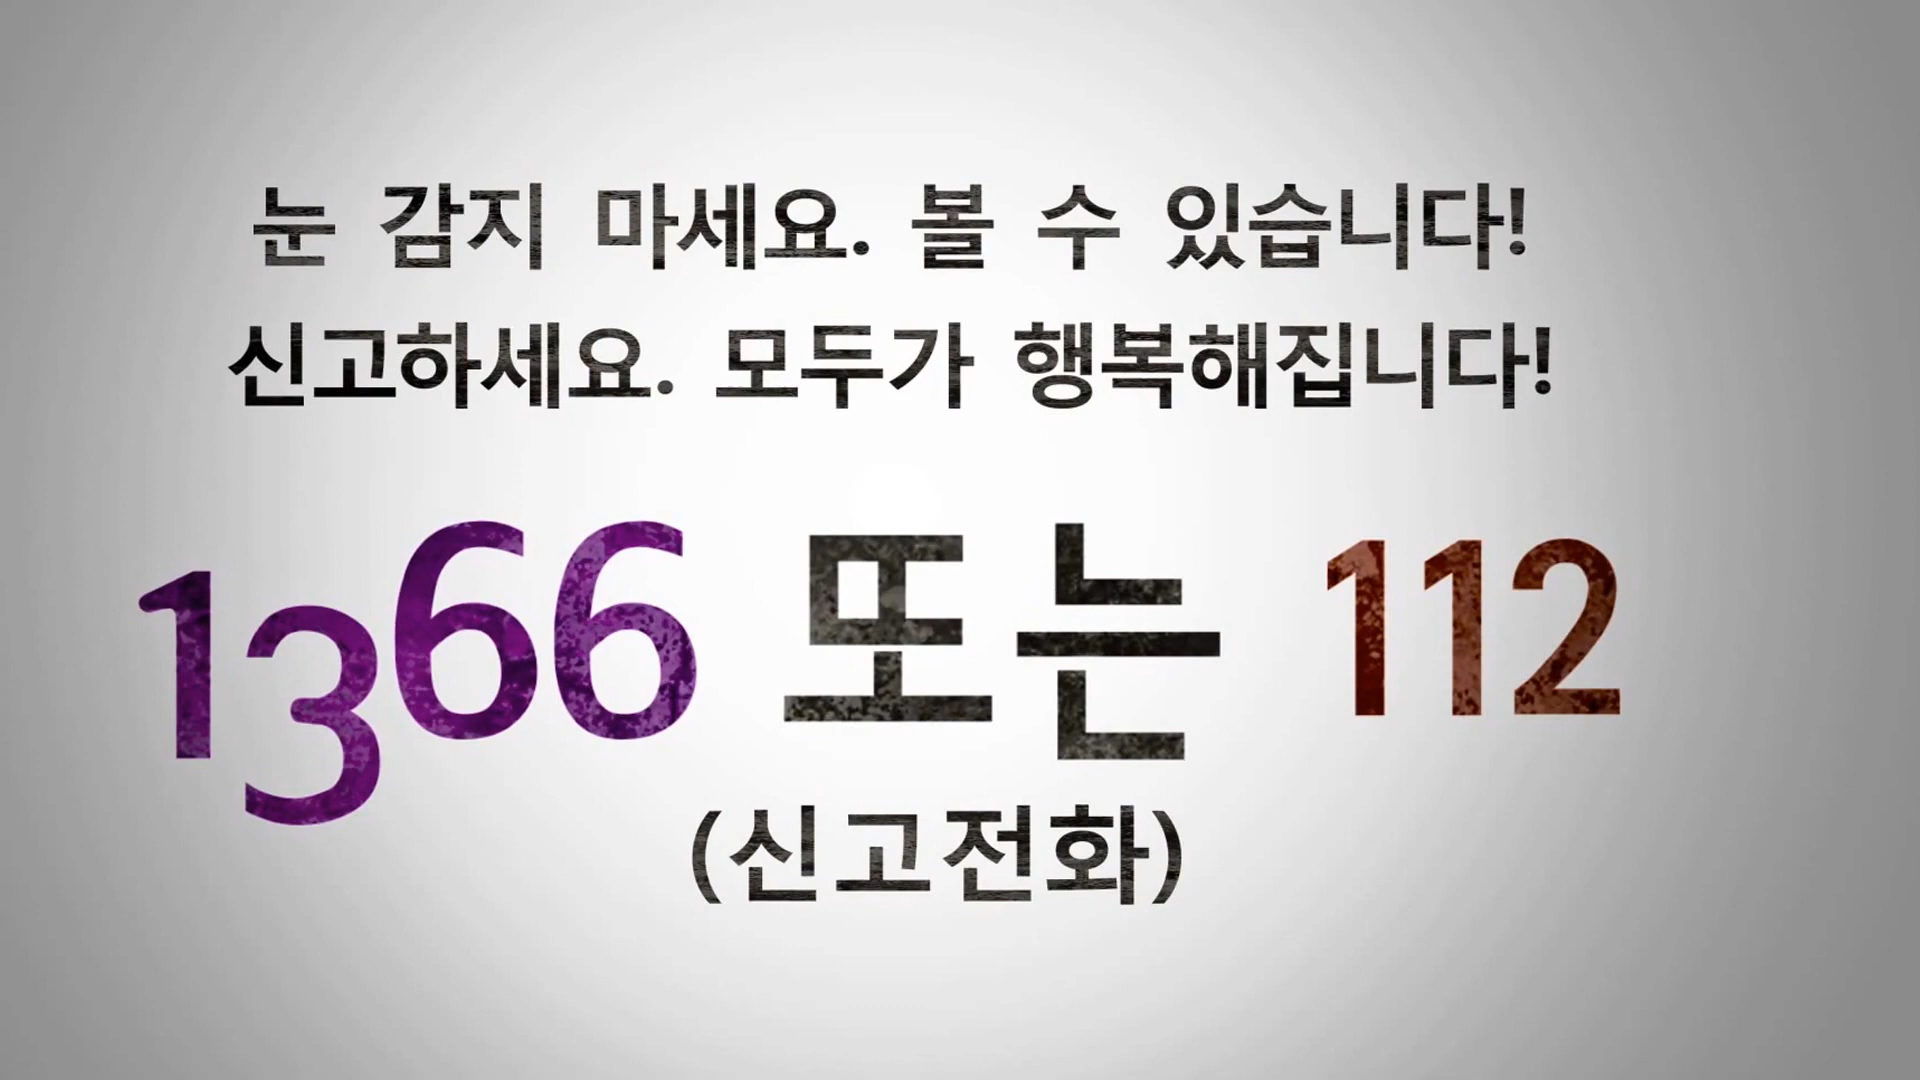 눈 감지 마세요. 볼 수 있습니다!
신고하세요. 모두가 행복해집니다!
1366 또는 112
(신고전화)